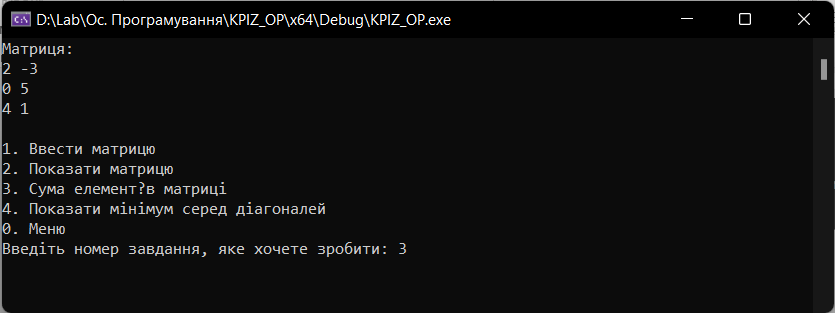 D:\Lab\Ос. Програмування\KPIZ_OP\x64\Debug\KPIZ_OP.exe
Матриця:
2 -3
0 5
4 1
1. Ввести матрицю
2. Показати матрицю
3. Сума елемент?в матриці
4. Показати мінімум серед діагоналей
0. Меню
Введіть номер завдання, яке хочете зробити: 3